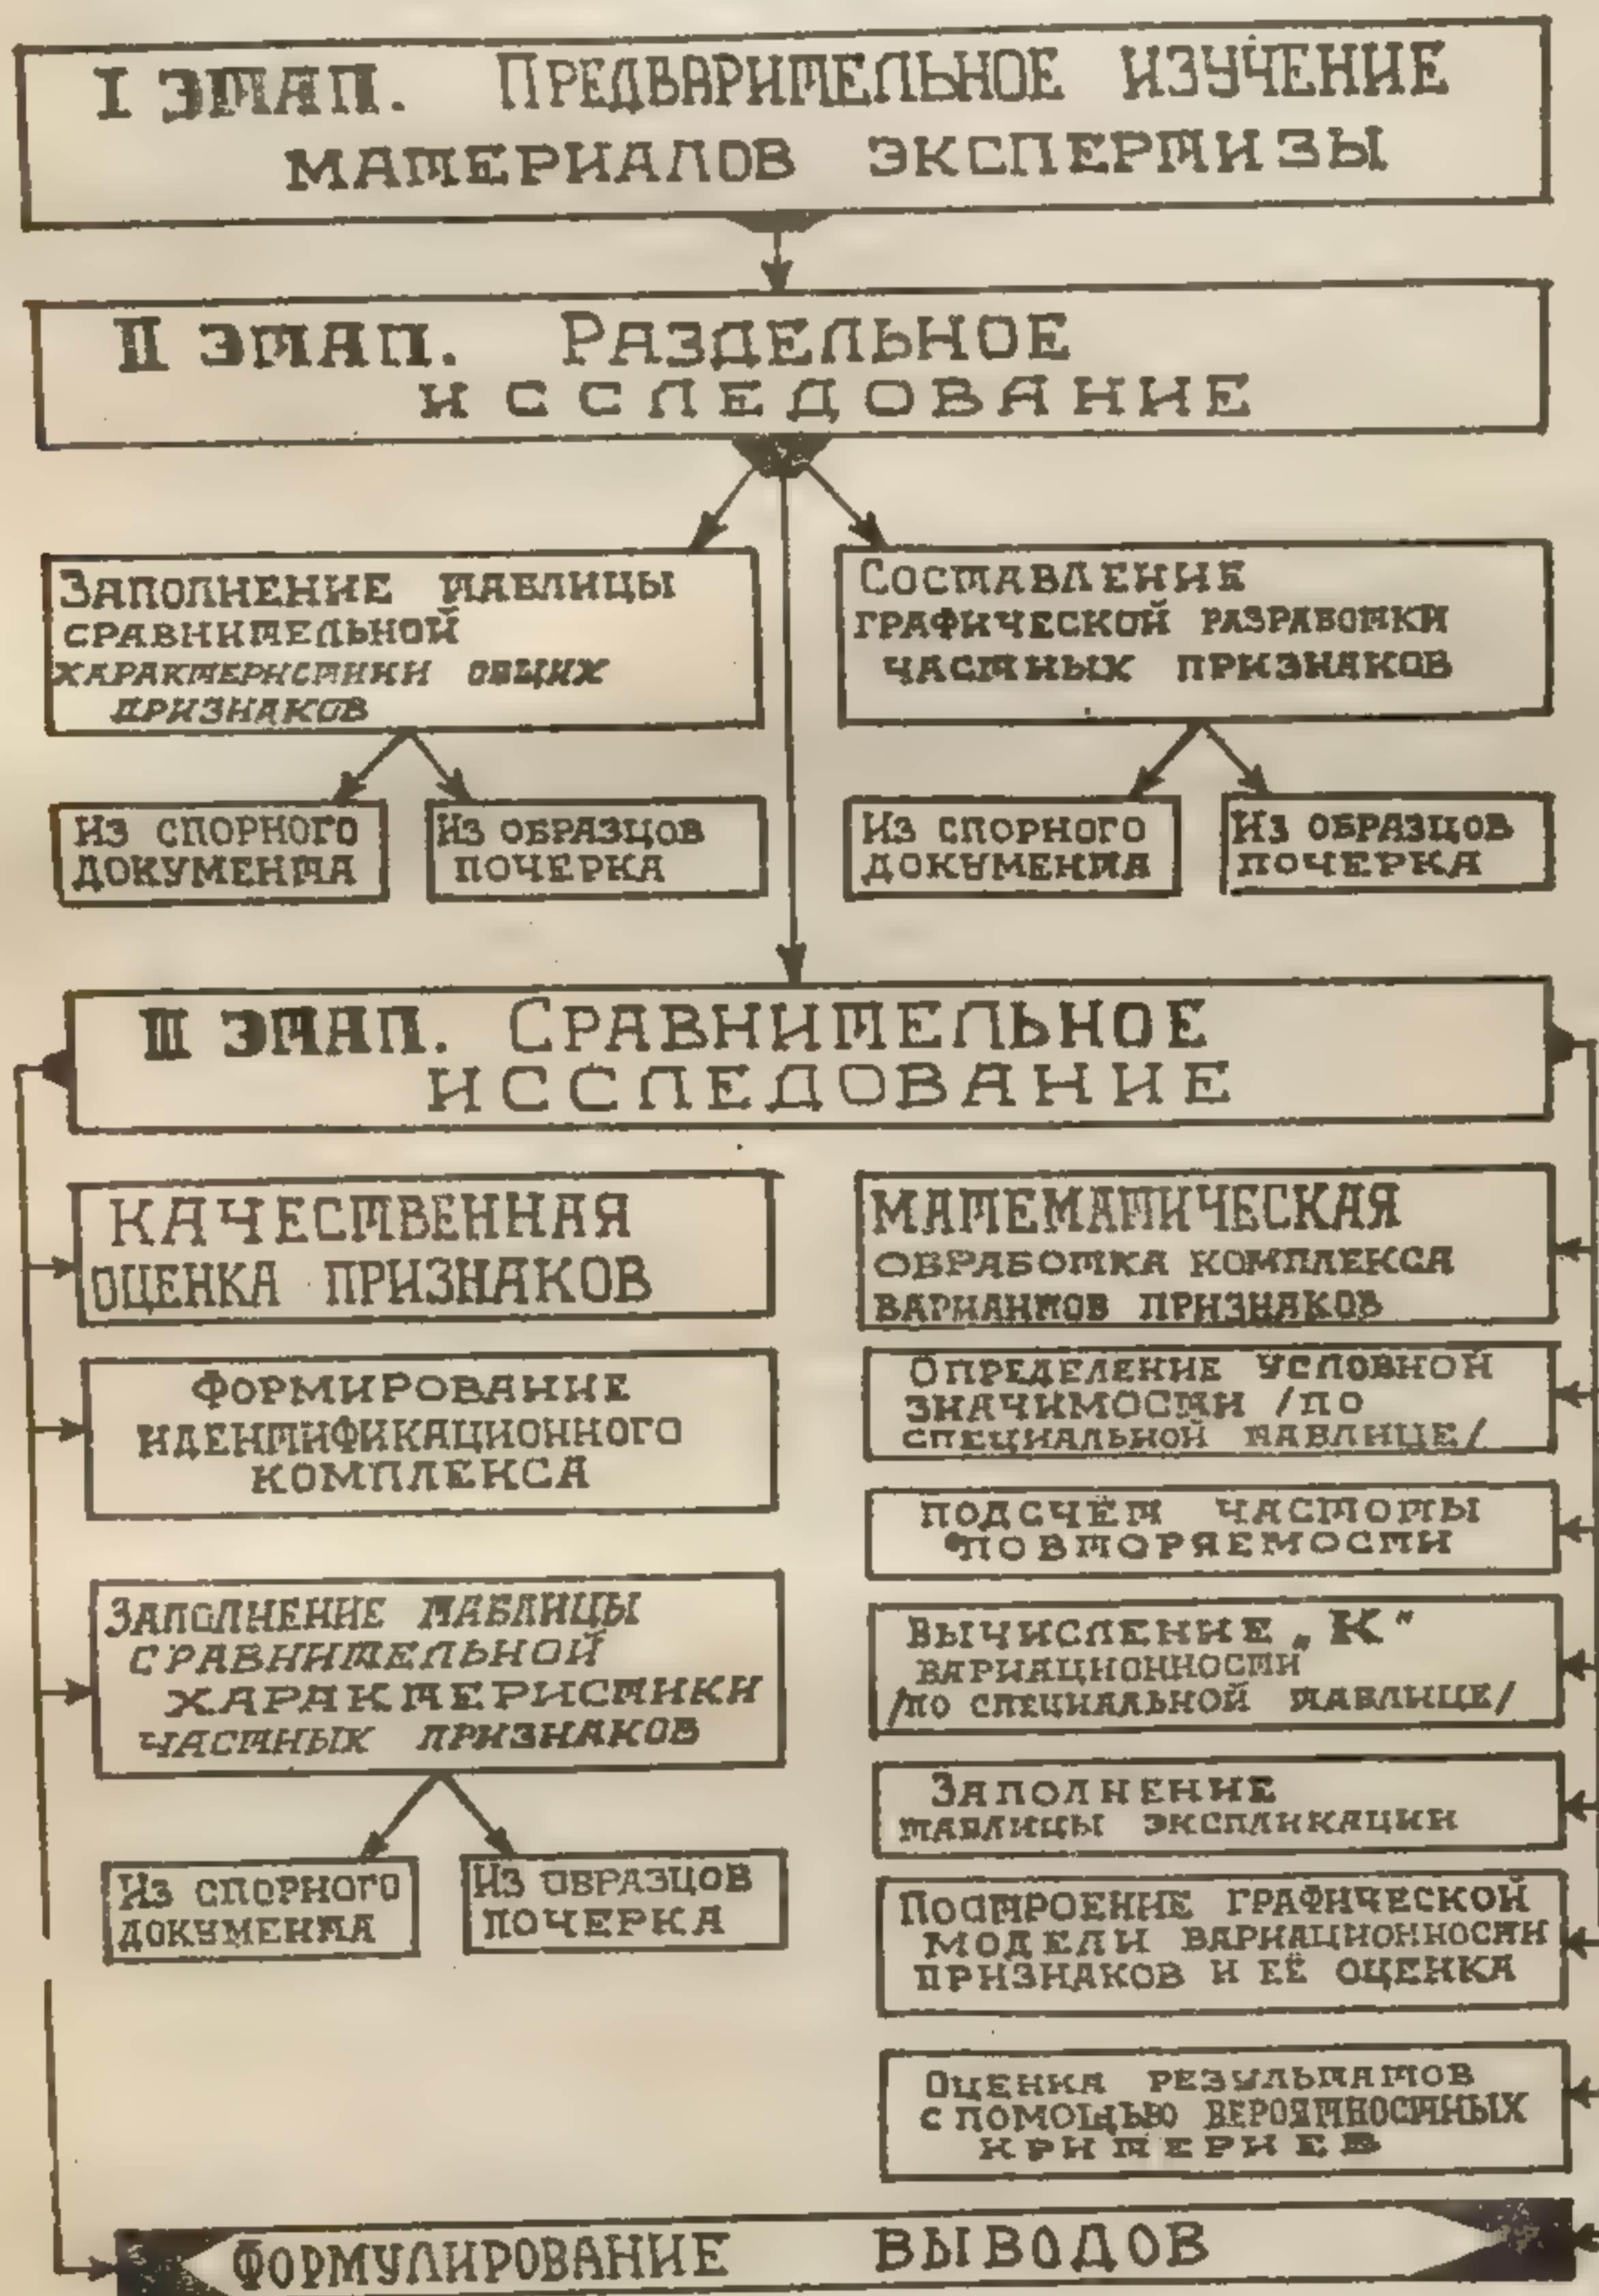 I ЭТАП. ПРЕДВАРИТЕЛЬНОЕ ИЗУЧЕНИЕ
МАТЕРИАЛОВ ЭКСПЕРТИЗЫ
II ЭТАП. РАЗДЕЛЬНОЕ
ИССЛЕДОВАНИЕ
ЗАПОЛНЕНИЕ ТАБЛИЦЫ
СРАВНИТЕЛЬНОЙ
ХАРАКТЕРИСТИКИ ОБЩИХ
ПРИЗНАКОВ
СОСТАВЛЕНИЕ
ГРАФИЧЕСКОЙ РАЗРАБОТКИ
ЧАСТНЫХ ПРИЗНАКОВ
ИЗ СПОРНОГО
ДОКУМЕНТА
ИЗ ОБРАЗЦОВ
ПОЧЕРКА
ИЗ СПОРНОГО
ДОКУМЕНТА
ИЗ ОБРАЗЦОВ
ПОЧЕРКА
III ЭТАП. СРАВНИТЕЛЬНОЕ
ИССЛЕДОВАНИЕ
КАЧЕСТВЕННАЯ
ОЦЕНКА ПРИЗНАКОВ
ФОРМИРОВАНИЕ
ИДЕНТИФИКАЦИОННОГО
КОМПЛЕКСА
ЗАПОЛНЕНИЕ ТАБЛИЦЫ
СРАВНИТЕЛЬНОЙ
ХАРАКТЕРИСТИКИ
ЧАСТНЫХ ПРИЗНАКОВ
ИЗ СПОРНОГО
ДОКУМЕНТА
ИЗ ОБРАЗЦОВ
ПОЧЕРКА
МАТЕМАТИЧЕСКАЯ
ОБРАБОТКА КОМПЛЕКСА
ВАРИАНТОВ ПРИЗНАКОВ
ОПРЕДЕЛЕНИЕ УСЛОВНОЙ
ЗНАЧИМОСТИ /ПО
СПЕЦИАЛЬНОЙ ТАБЛИЦЕ/
ПОДСЧЁТ ЧАСТОТЫ
ПОВТОРЯЕМОСТИ
ВЫЧИСЛЕНИЕ „К“
ВАРИАЦИОННОСТИ
/ПО СПЕЦИАЛЬНОЙ ТАБЛИЦЕ/
ЗАПОЛНЕНИЕ
ТАБЛИЦЫ ЭКСПЛИКАЦИИ
ПОСТРОЕНИЕ ГРАФИЧЕСКОЙ
МОДЕЛИ ВАРИАЦИОННОСТИ
ПРИЗНАКОВ И ЕЁ ОЦЕНКА
ОЦЕНКА РЕЗУЛЬТАТОВ
С ПОМОЩЬЮ ВЕРОЯТНОСТНЫХ
КРИТЕРИЕВ
ФОРМУЛИРОВАНИЕ ВЫВОДОВ